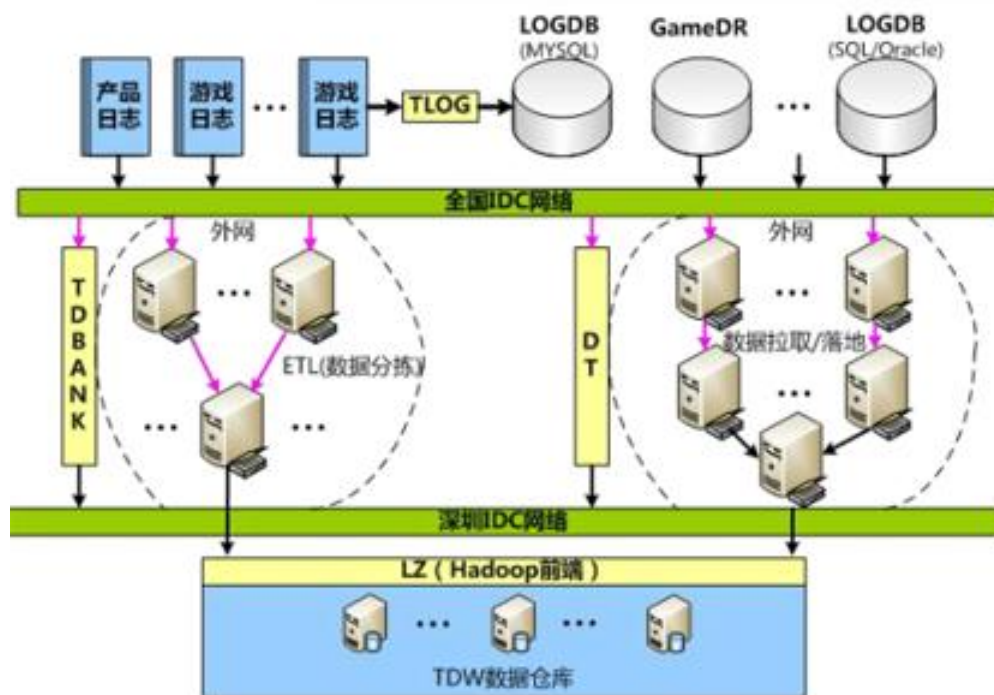 LOGDB
(MYSQL)
GameDR
LOGDB
(SQL/Oracle)
产品
日志
游戏
日志
...
游戏
日志
TLOG
...
全国IDC网络
外网
外网
TDBANK
...
ETL(数据分拣)
...
...
DT
...
数据拉取/落地
...
深圳IDC网络
LZ（Hadoop前端）
...
...
TDW数据仓库